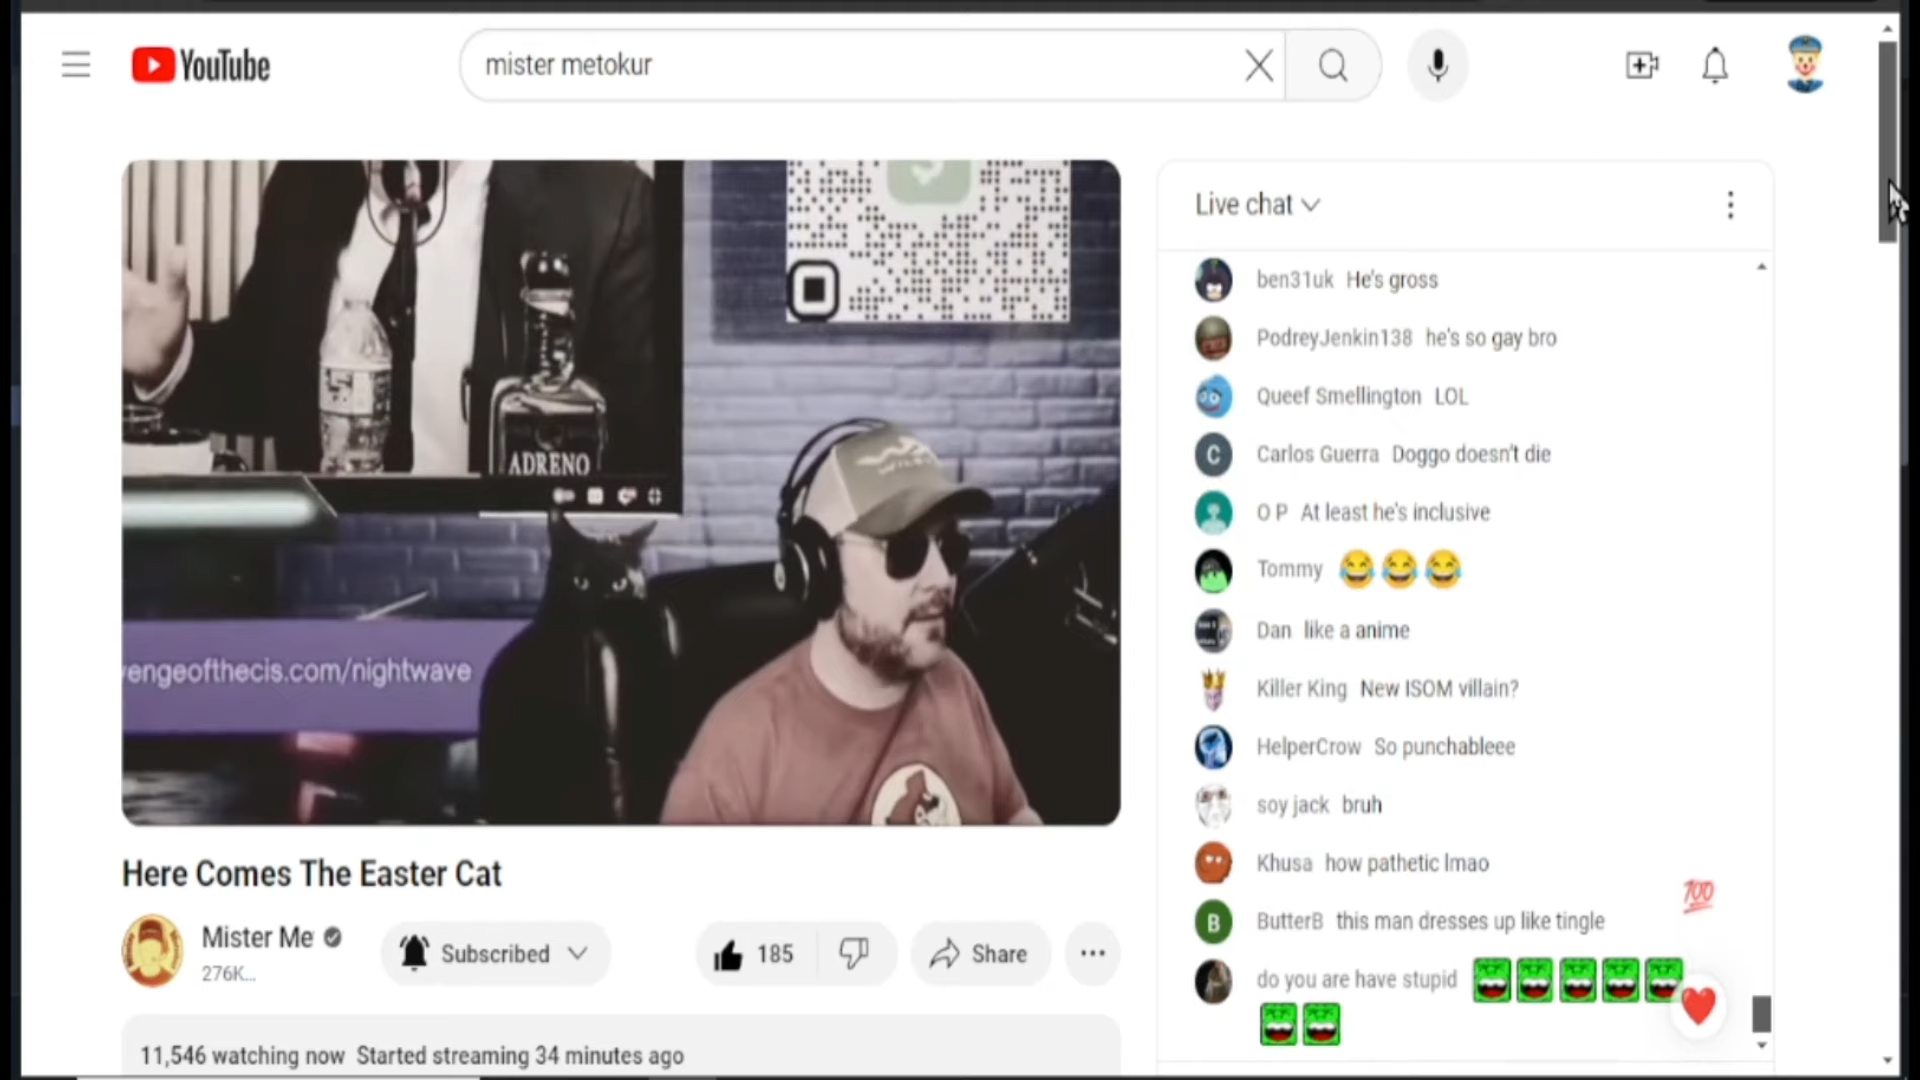 YouTube
mister metokur
ADRENO
engeofthecis.com/nightwave
Live chat
ben31uk He's gross
PodreyJenkin138 he's so gay bro
Queef Smellington LOL
C Carlos Guerra Doggo doesn't die
O P At least he's inclusive
Tommy 😂😂😂
Dan like a anime
Killer King New ISOM villain?
HelperCrow So punchableee
soy jack bruh
Khusa how pathetic lmao
💯
B ButterB this man dresses up like tingle
do you are have stupid
Here Comes The Easter Cat
Mister Me
276K...
Subscribed
185
Share
11,546 watching now Started streaming 34 minutes ago